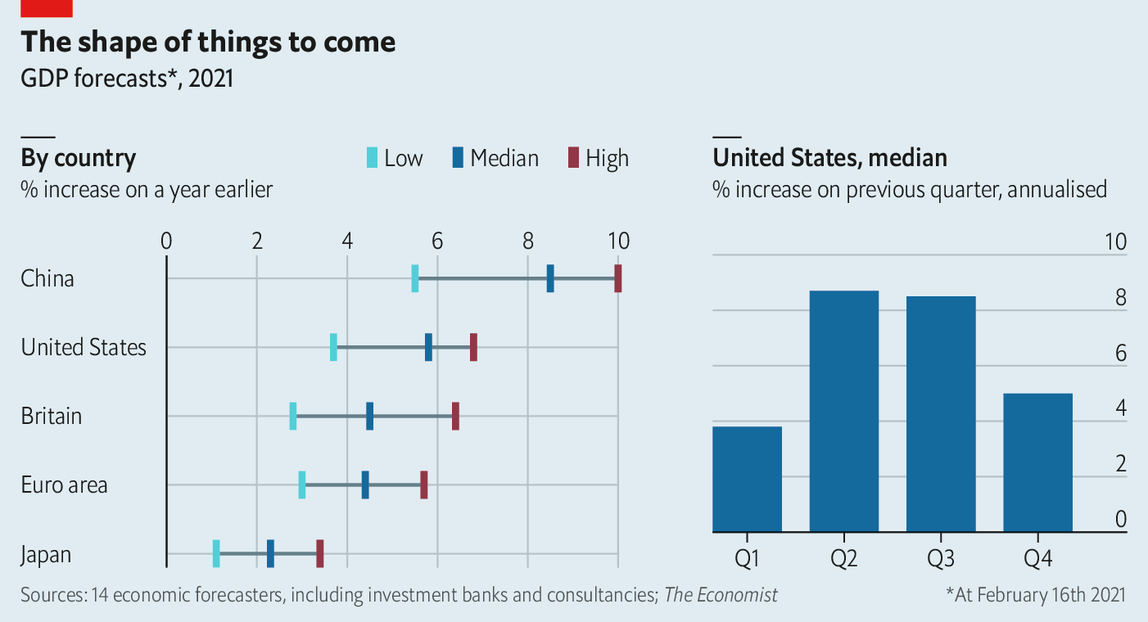 The shape of things to come
GDP forecasts*, 2021
By country
% increase on a year earlier
Low Median High
0 2 4 6 8 10
China
United States
Britain
Euro area
Japan
United States, median
% increase on previous quarter, annualised
10
8
6
4
2
0
Q1 Q2 Q3 Q4
Sources: 14 economic forecasters, including investment banks and consultancies; The Economist
*At February 16th 2021